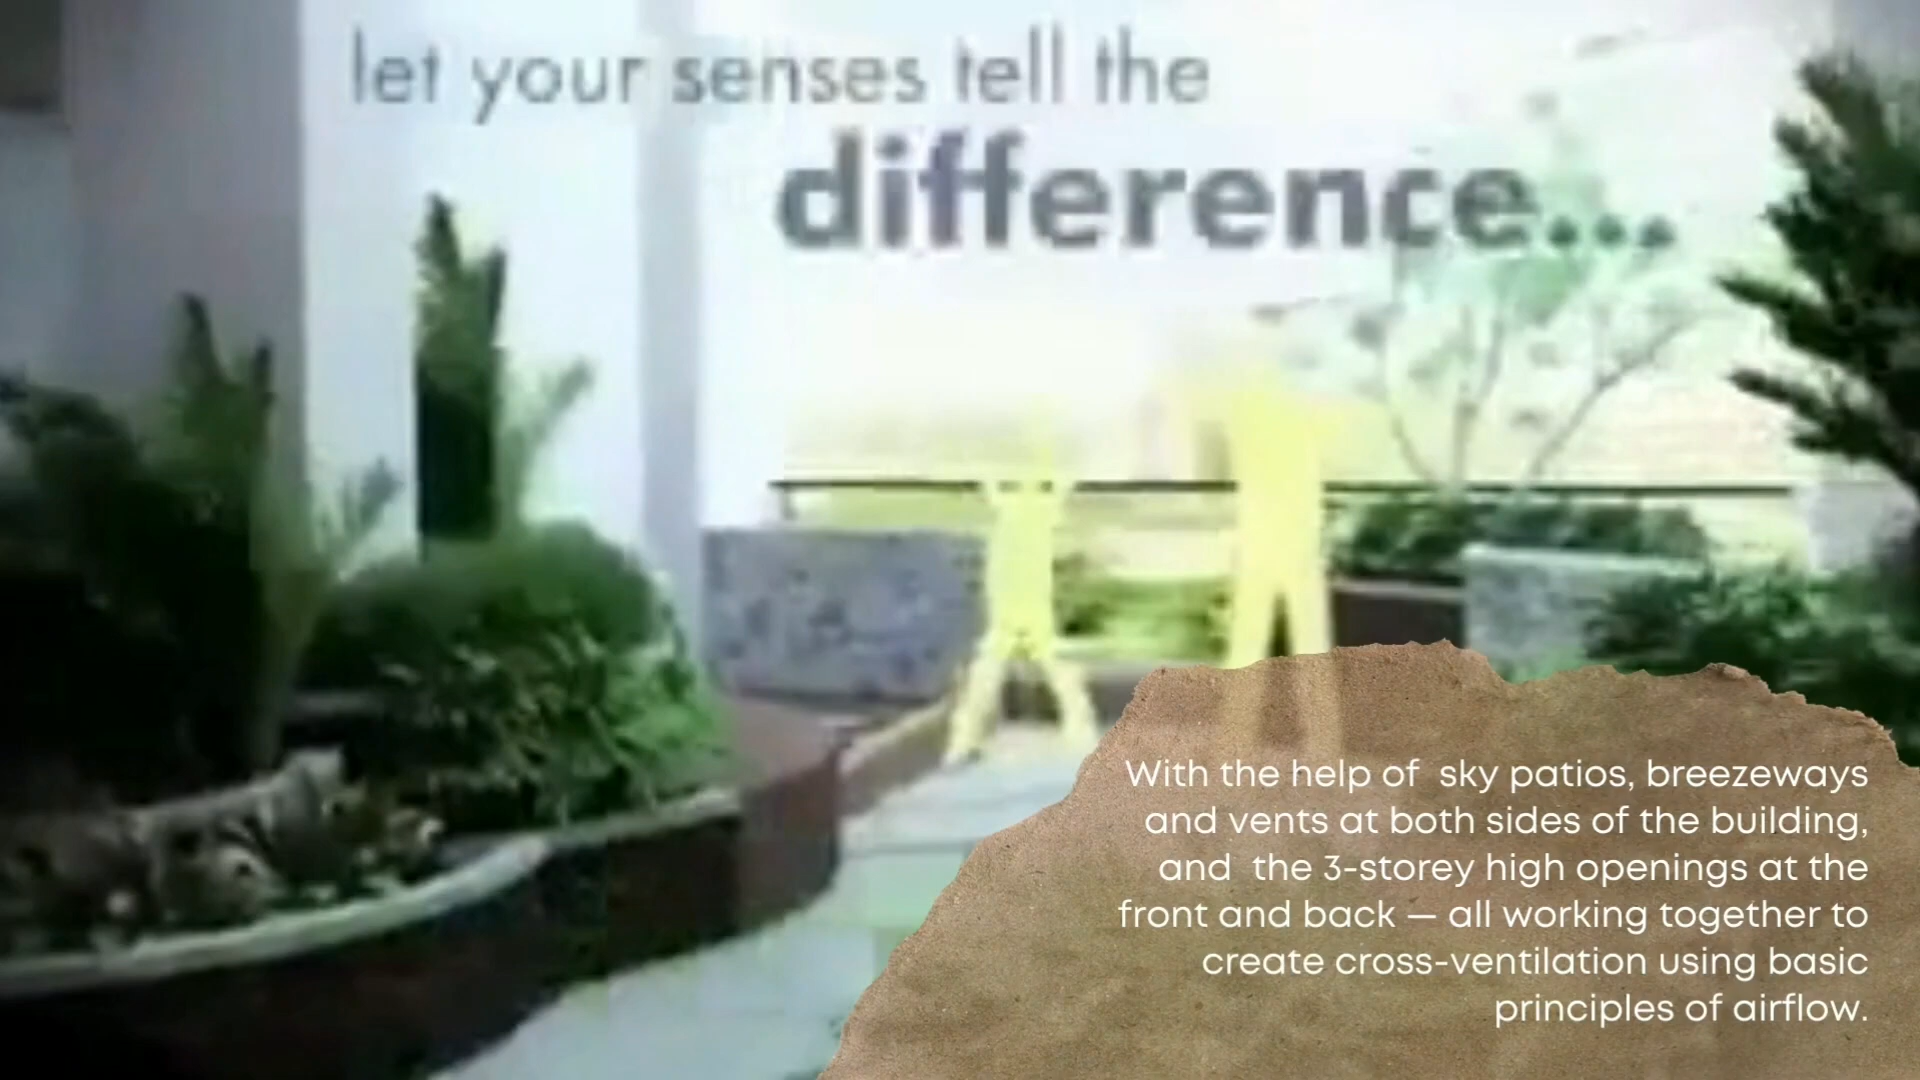 let your senses tell the
difference...
With the help of  sky patios, breezeways
and vents at both sides of the building,
and  the 3-storey high openings at the
front and back — all working together to
create cross-ventilation using basic
principles of airflow.